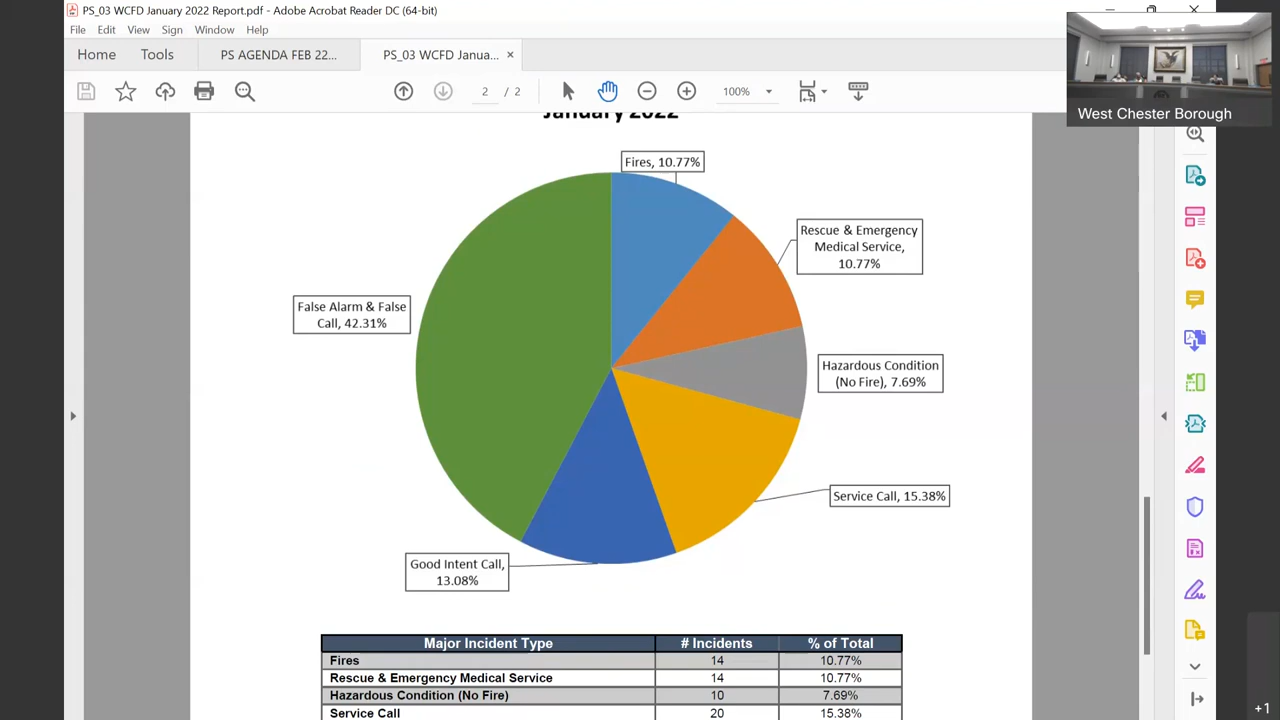 PS_03 WCFD January 2022 Report.pdf - Adobe Acrobat Reader DC (64-bit)
File Edit View Sign Window Help
Home Tools PS AGENDA FEB 22... PS_03 WCFD Janua... ×
2 / 2 100%
West Chester Borough
January 2022
Fires, 10.77%
Rescue & Emergency
Medical Service,
10.77%
False Alarm & False
Call, 42.31%
Hazardous Condition
(No Fire), 7.69%
Service Call, 15.38%
Good Intent Call,
13.08%
Major Incident Type # Incidents % of Total
Fires 14 10.77%
Rescue & Emergency Medical Service 14 10.77%
Hazardous Condition (No Fire) 10 7.69%
Service Call 20 15.38%
+1